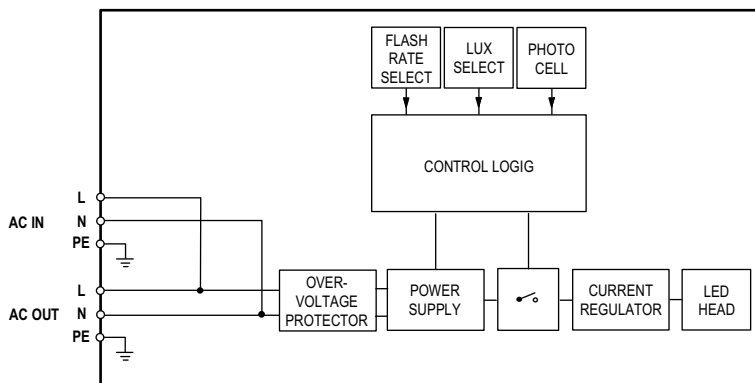 FLASH
RATE
SELECT
LUX
SELECT
PHOTO
CELL
CONTROL LOGIG
L
AC IN
N
PE
L
AC OUT
N
PE
OVER-
VOLTAGE
PROTECTOR
POWER
SUPPLY
CURRENT
REGULATOR
LED
HEAD